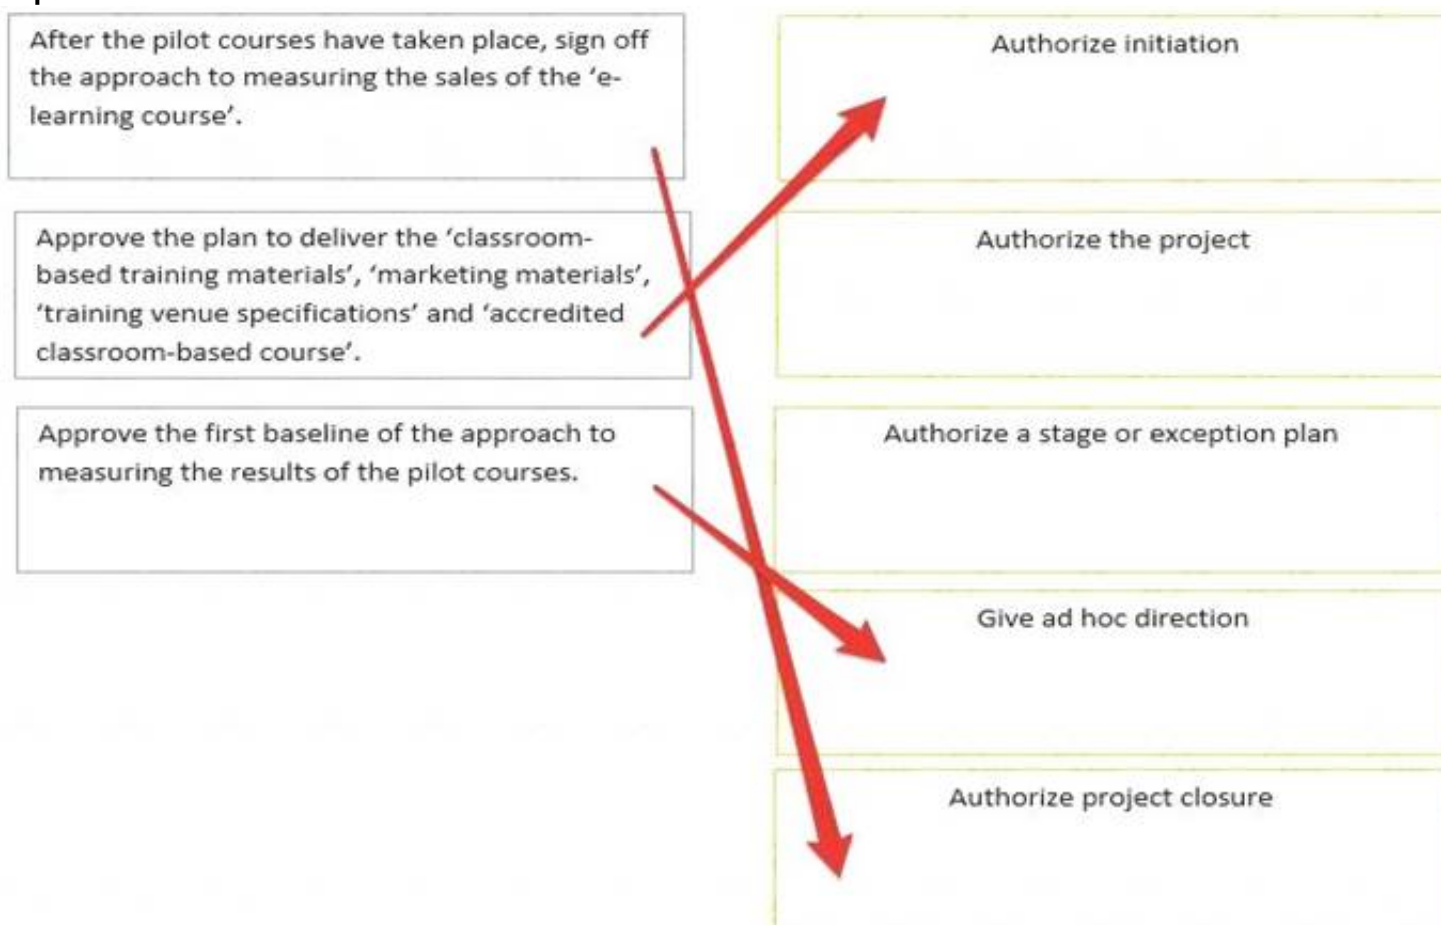 After the pilot courses have taken place, sign off
the approach to measuring the sales of the ‘e-
learning course’.
Approve the plan to deliver the ‘classroom-
based training materials’, ‘marketing materials’,
‘training venue specifications’ and ‘accredited
classroom-based course’.
Approve the first baseline of the approach to
measuring the results of the pilot courses.
Authorize initiation
Authorize the project
Authorize a stage or exception plan
Give ad hoc direction
Authorize project closure